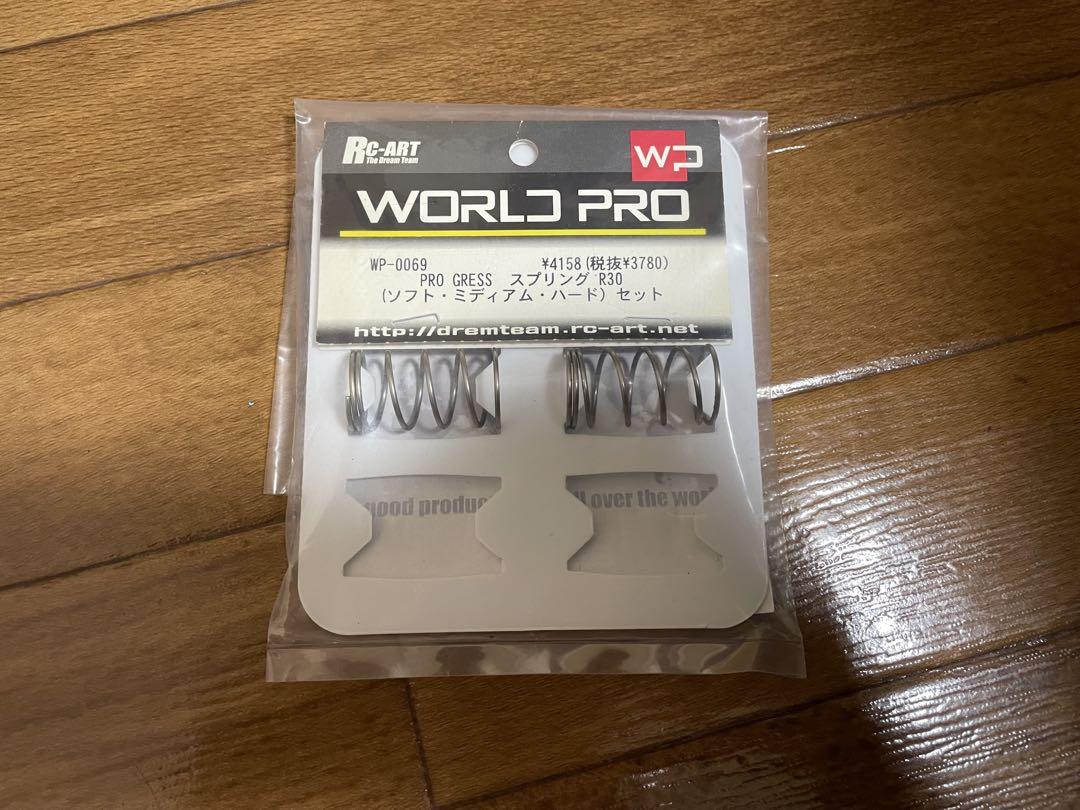 RC-ART
The Dream Team
WP
WORLD PRO
WP-0069 ¥4158(税抜¥3780)
PRO GRESS スプリング R30
(ソフト・ミディアム・ハード) セット
http://dremteam.rc-art.net
good produc
ll over the worl